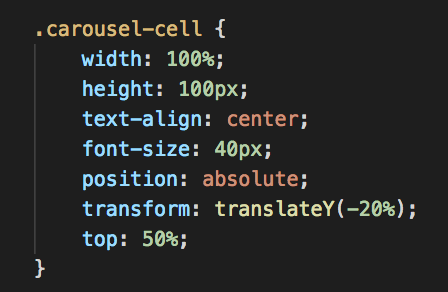 .carousel-cell {
    width: 100%;
    height: 100px;
    text-align: center;
    font-size: 40px;
    position: absolute;
    transform: translateY(-20%);
    top: 50%;
}